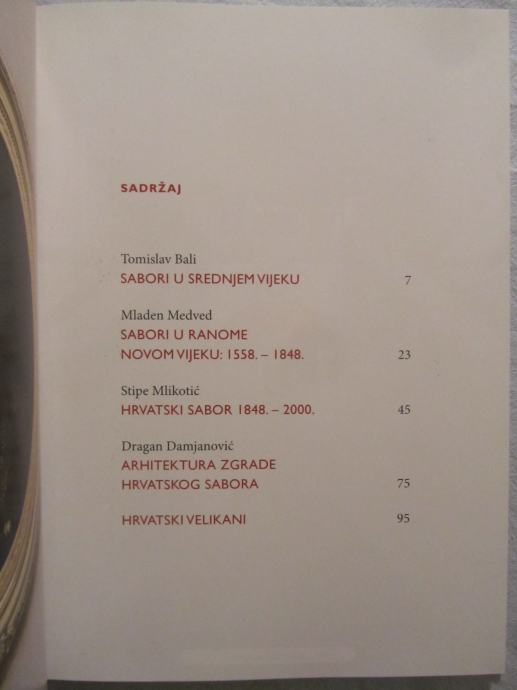 SADRŽAJ
Tomislav Bali
SABORI U SREDNJEM VIJEKU 7
Mladen Medved
SABORI U RANOME
NOVOM VIJEKU: 1558. – 1848. 23
Stipe Mlikotić
HRVATSKI SABOR 1848. – 2000. 45
Dragan Damjanović
ARHITEKTURA ZGRADE
HRVATSKOG SABORA 75
HRVATSKI VELIKANI 95